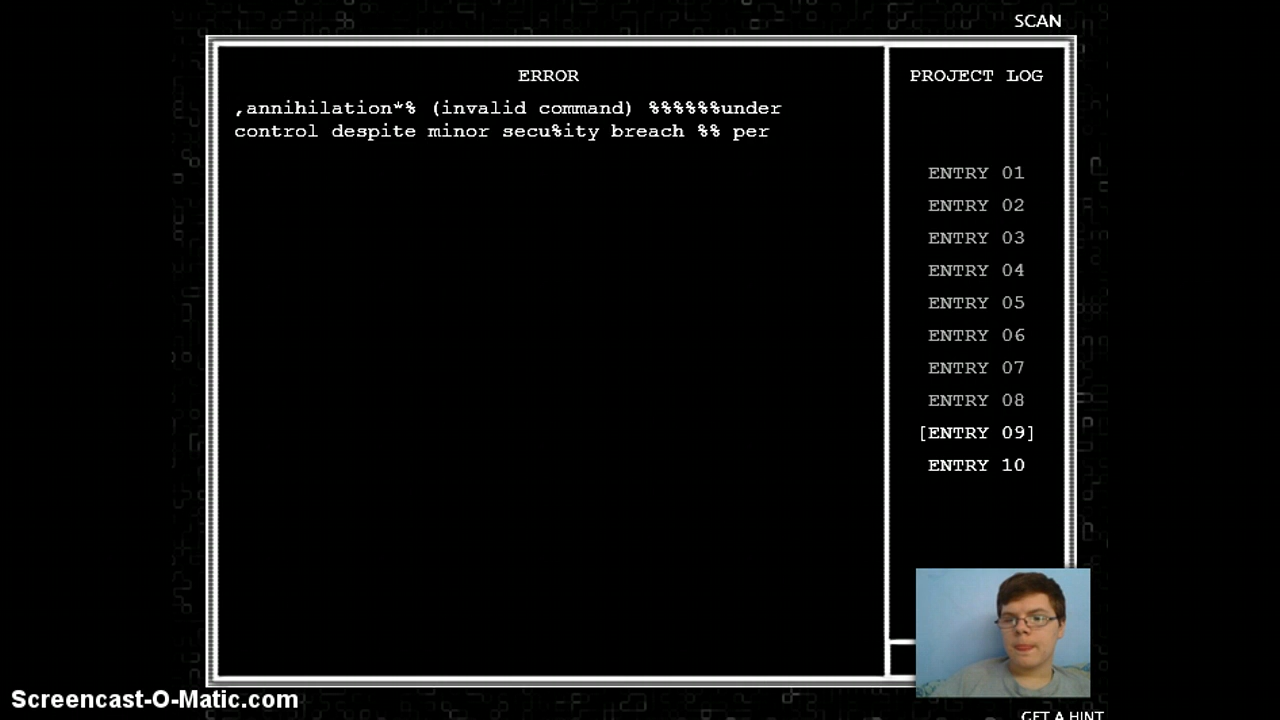 SCAN
ERROR
,annihilation*% (invalid command) %%%%%%under
control despite minor secu%ity breach %% per
PROJECT LOG
ENTRY 01
ENTRY 02
ENTRY 03
ENTRY 04
ENTRY 05
ENTRY 06
ENTRY 07
ENTRY 08
[ENTRY 09]
ENTRY 10
Screencast-O-Matic.com
GET A HINT